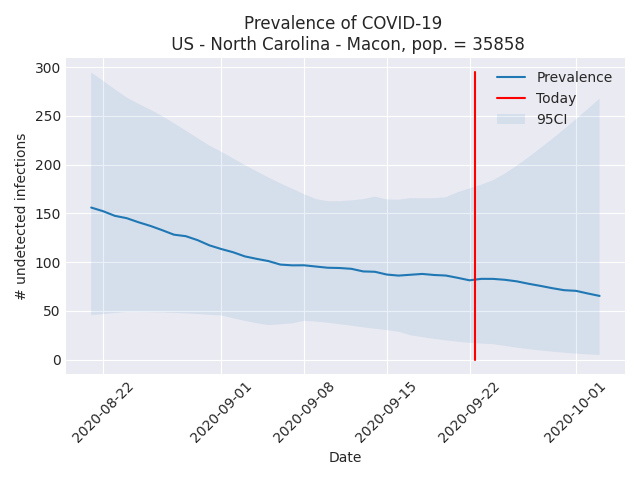 Prevalence of COVID-19
US - North Carolina - Macon, pop. = 35858
300
250
200
150
100
50
0
# undetected infections
Prevalence
Today
95CI
2020-08-22
2020-09-01
2020-09-08
2020-09-15
2020-09-22
2020-10-01
Date